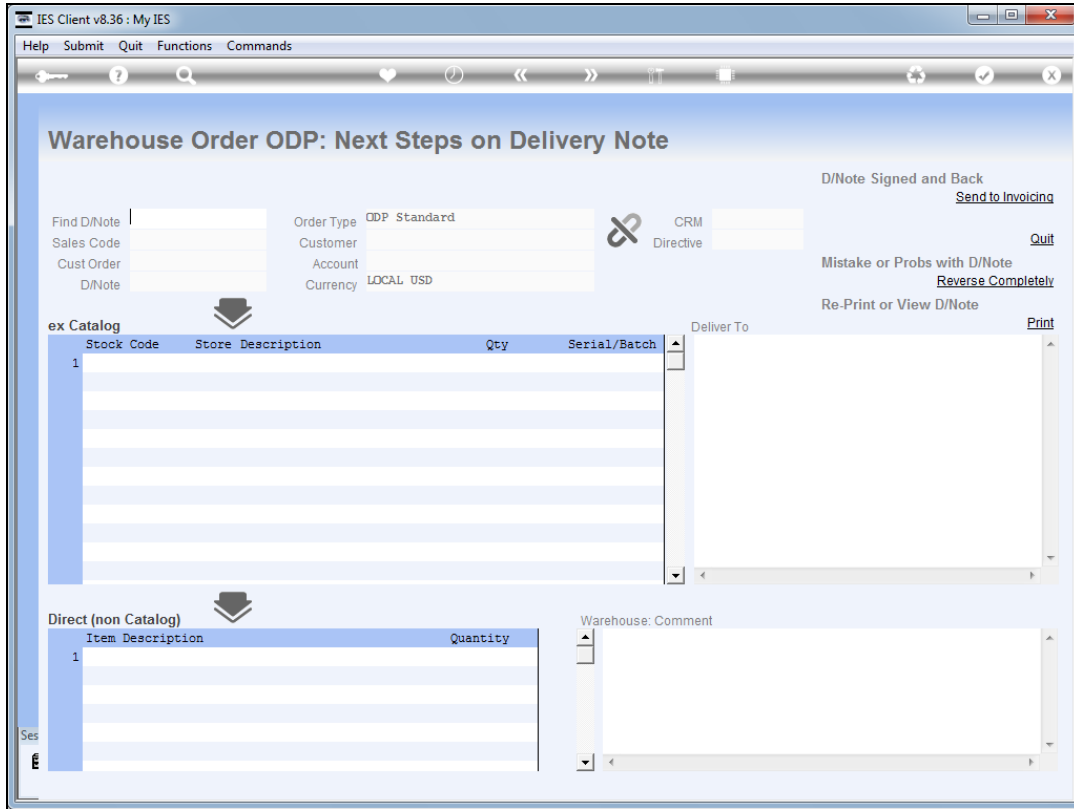 IES Client v8.36 : My IES
Help Submit Quit Functions Commands
Warehouse Order ODP: Next Steps on Delivery Note
D/Note Signed and Back
Send to Invoicing
Find D/Note Order Type ODP Standard CRM
Sales Code Customer Directive Quit
Cust Order Account Mistake or Probs with D/Note
D/Note Currency LOCAL USD Reverse Completely
Re-Print or View D/Note
ex Catalog Deliver To Print
Stock Code Store Description Qty Serial/Batch
1
Direct (non Catalog) Warehouse: Comment
Item Description Quantity
1
Ses